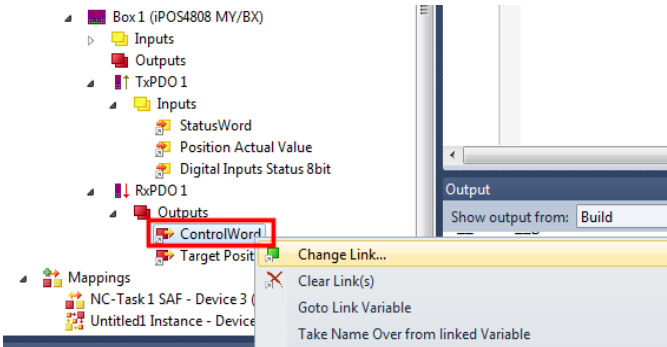 Box 1 (iPOS4808 MY/BX)
Inputs
Outputs
TxPDO 1
Inputs
StatusWord
Position Actual Value
Digital Inputs Status 8bit
RxPDO 1
Outputs
ControlWord
Target Posit
Mappings
NC-Task 1 SAF - Device 3 (
Untitled1 Instance - Device
Output
Show output from: Build
Change Link...
Clear Link(s)
Goto Link Variable
Take Name Over from linked Variable